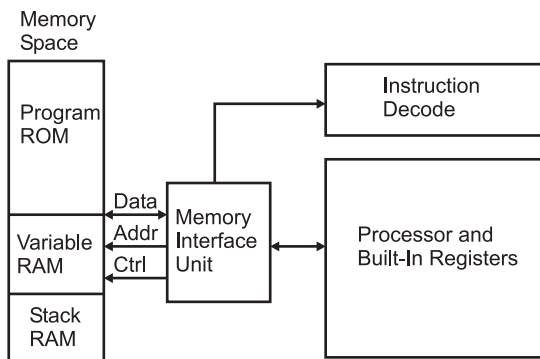 Memory
Space
Program
ROM
Variable
RAM
Stack
RAM
Data
Addr
Ctrl
Memory
Interface
Unit
Instruction
Decode
Processor and
Built-In Registers